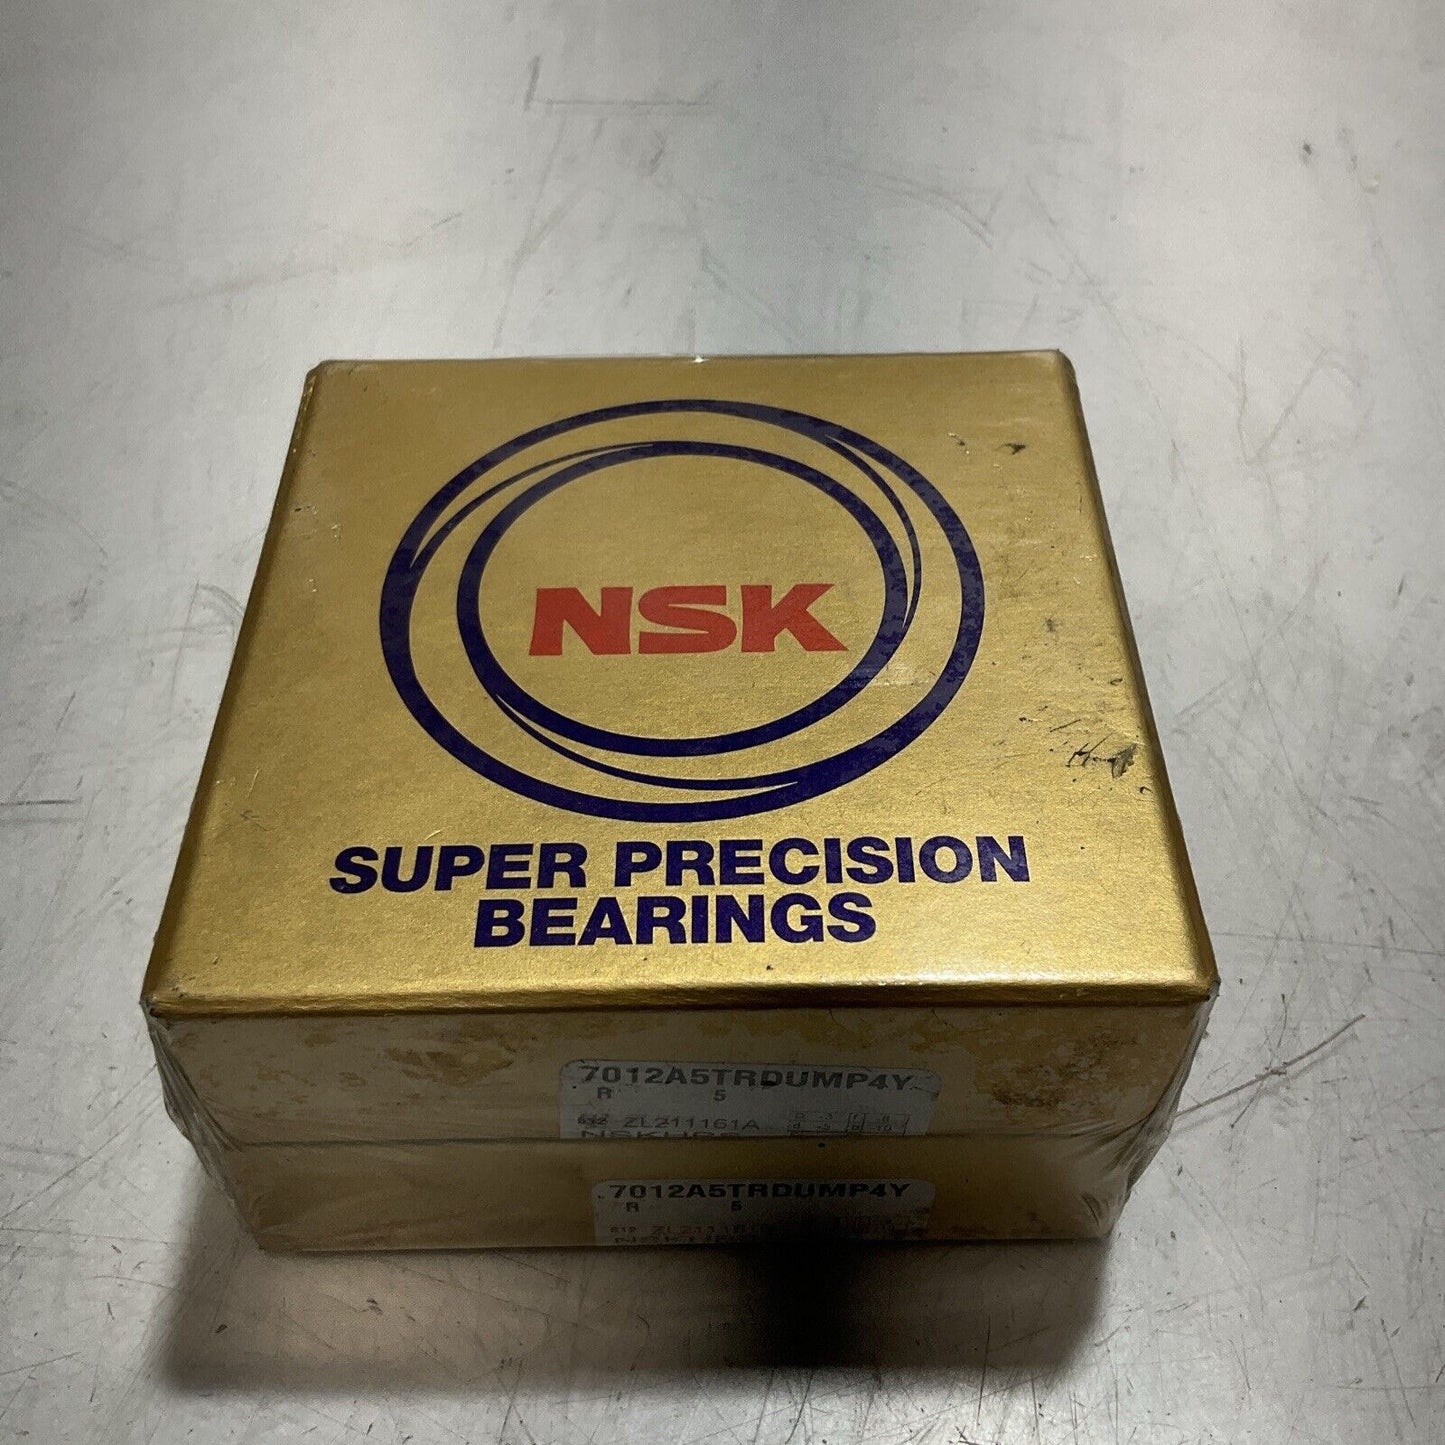 NSK
SUPER PRECISION
BEARINGS
7012A5TRDUMP4Y
R 5
ZL211161A
7012A5TRDUMP4Y
R 5